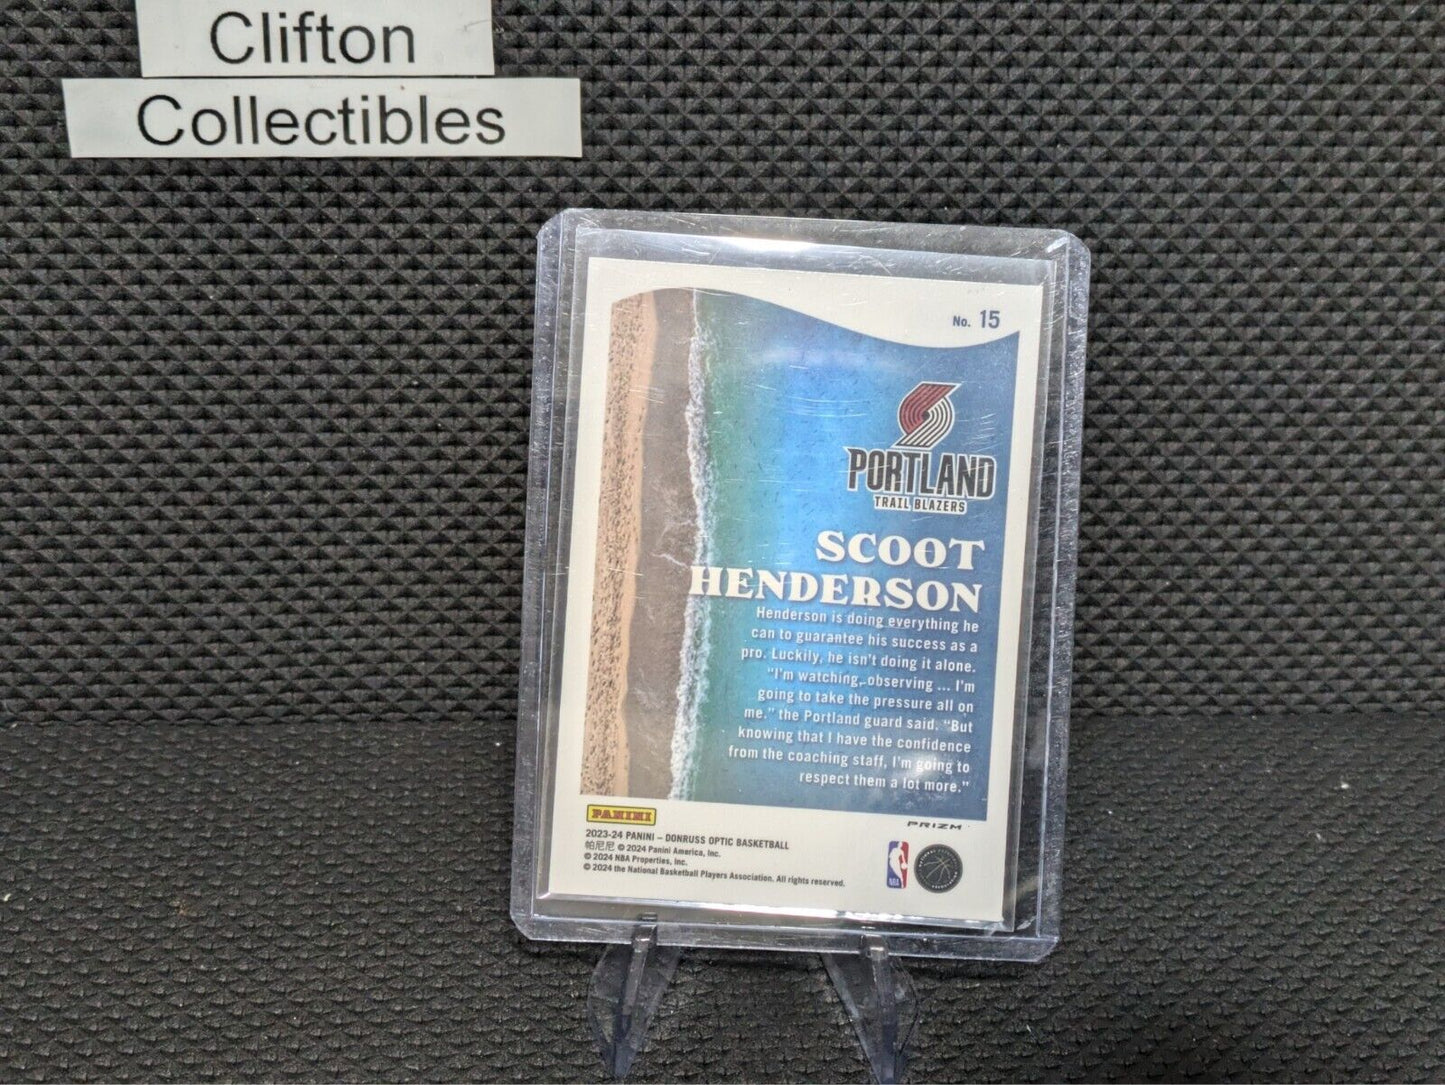 Clifton
Collectibles
No. 15
PORTLAND
TRAIL BLAZERS
SCOOT
HENDERSON
Henderson is doing everything he
can to guarantee his success as a
pro. Luckily, he isn't doing it alone.
"I'm watching, observing ... I'm
going to take the pressure all on
me." the Portland guard said. "But
knowing that I have the confidence
from the coaching staff, I'm going to
respect them a lot more."
PRIZM
PANINI
2023-24 PANINI – DONRUSS OPTIC BASKETBALL
帕尼尼 © 2024 Panini America, Inc.
© 2024 NBA Properties, Inc.
© 2024 the National Basketball Players Association. All rights reserved.
NBA